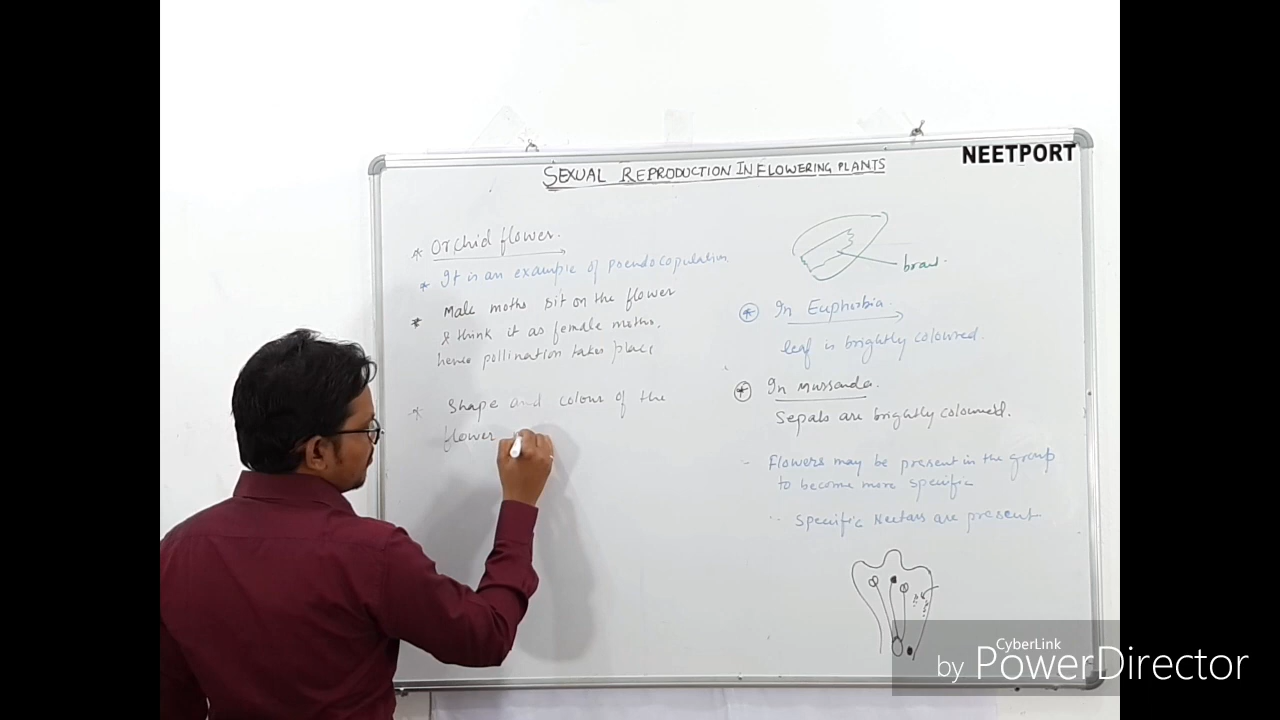 NEETPORT
SEXUAL REPRODUCTION IN FLOWERING PLANTS
* Orchid flower.
* It is an example of pseudocopulation
* Male moths sit on the flower
& think it as female moths,
hence pollination takes place
* Shape and colour of the
flower
bract.
* In Euphorbia.
leaf is brightly coloured.
* In Mussanda.
Sepals are brightly coloured.
- Flowers may be present in the group
to become more specific
Specific Nectars are present
CyberLink
by PowerDirector